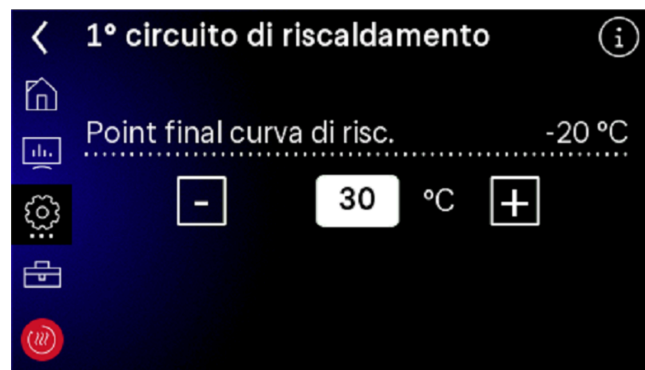 1° circuito di riscaldamento
Point final curva di risc. -20 °C
- 30 °C +